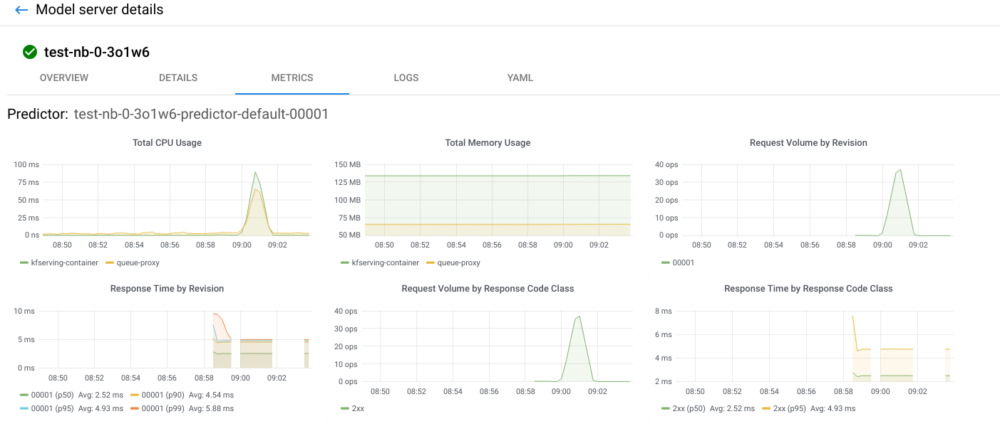 Model server details
test-nb-0-3o1w6
OVERVIEW DETAILS METRICS LOGS YAML
Predictor: test-nb-0-3o1w6-predictor-default-00001
Total CPU Usage
100 ms
75 ms
50 ms
25 ms
0 ns
08:50 08:52 08:54 08:56 08:58 09:00 09:02
kfserving-container queue-proxy
Total Memory Usage
150 MB
125 MB
100 MB
75 MB
50 MB
08:50 08:52 08:54 08:56 08:58 09:00 09:02
kfserving-container queue-proxy
Request Volume by Revision
40 ops
30 ops
20 ops
10 ops
0 ops
08:50 08:52 08:54 08:56 08:58 09:00 09:02
00001
Response Time by Revision
10 ms
5 ms
0 ms
08:50 08:52 08:54 08:56 08:58 09:00 09:02
00001 (p50) Avg: 2.52 ms 00001 (p90) Avg: 4.54 ms
00001 (p95) Avg: 4.93 ms 00001 (p99) Avg: 5.88 ms
Request Volume by Response Code Class
40 ops
30 ops
20 ops
10 ops
0 ops
08:50 08:52 08:54 08:56 08:58 09:00 09:02
2xx
Response Time by Response Code Class
8 ms
6 ms
4 ms
2 ms
08:50 08:52 08:54 08:56 08:58 09:00 09:02
2xx (p50) Avg: 2.52 ms 2xx (p95) Avg: 4.93 ms